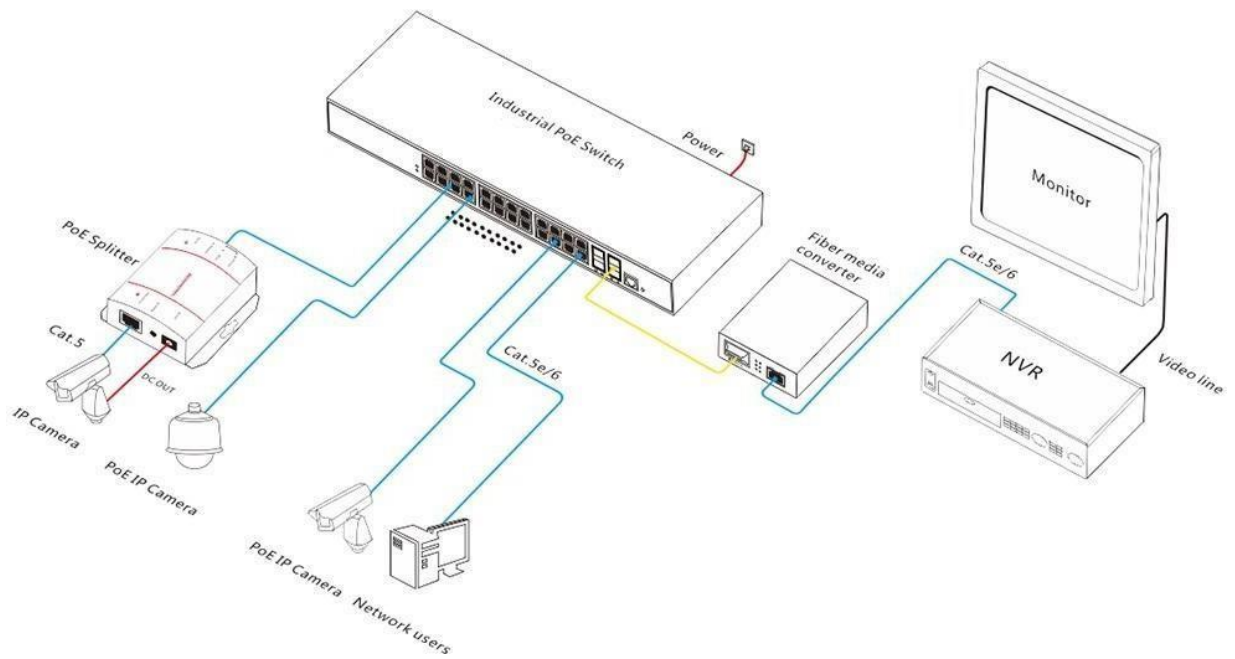 Industrial PoE Switch
Power
Monitor
PoE Splitter
Fiber media
converter
Cat.5e/6
Cat.5
DC OUT
Cat.5e/6
NVR
Video line
IP Camera
PoE IP Camera
PoE IP Camera
Network users